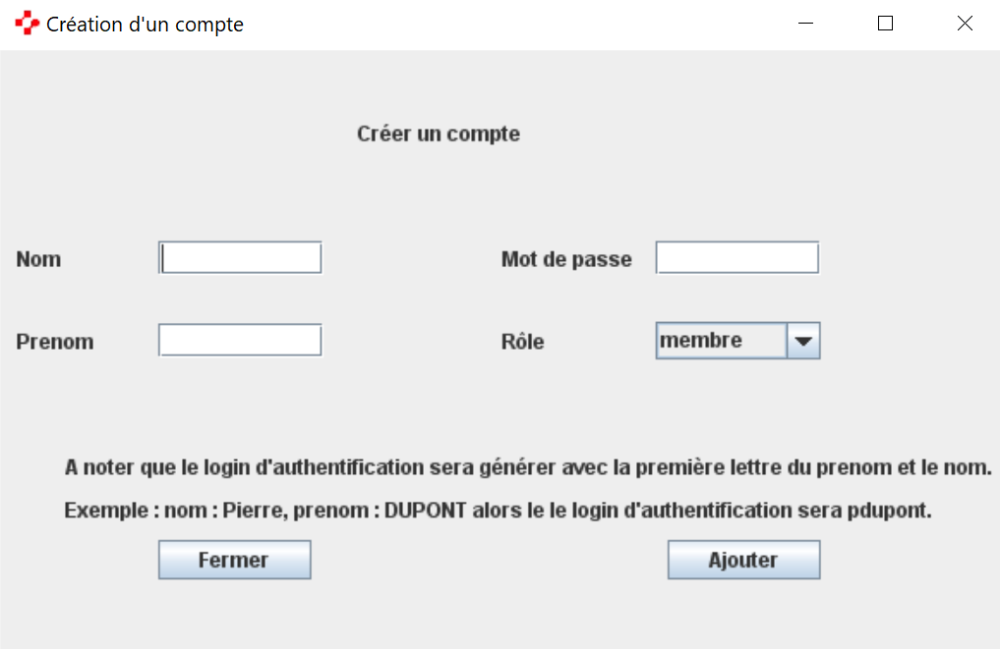 Création d'un compte
Créer un compte
Nom
Mot de passe
Prenom
Rôle
membre
A noter que le login d'authentification sera générer avec la première lettre du prenom et le nom.
Exemple : nom : Pierre, prenom : DUPONT alors le le login d'authentification sera pdupont.
Fermer
Ajouter